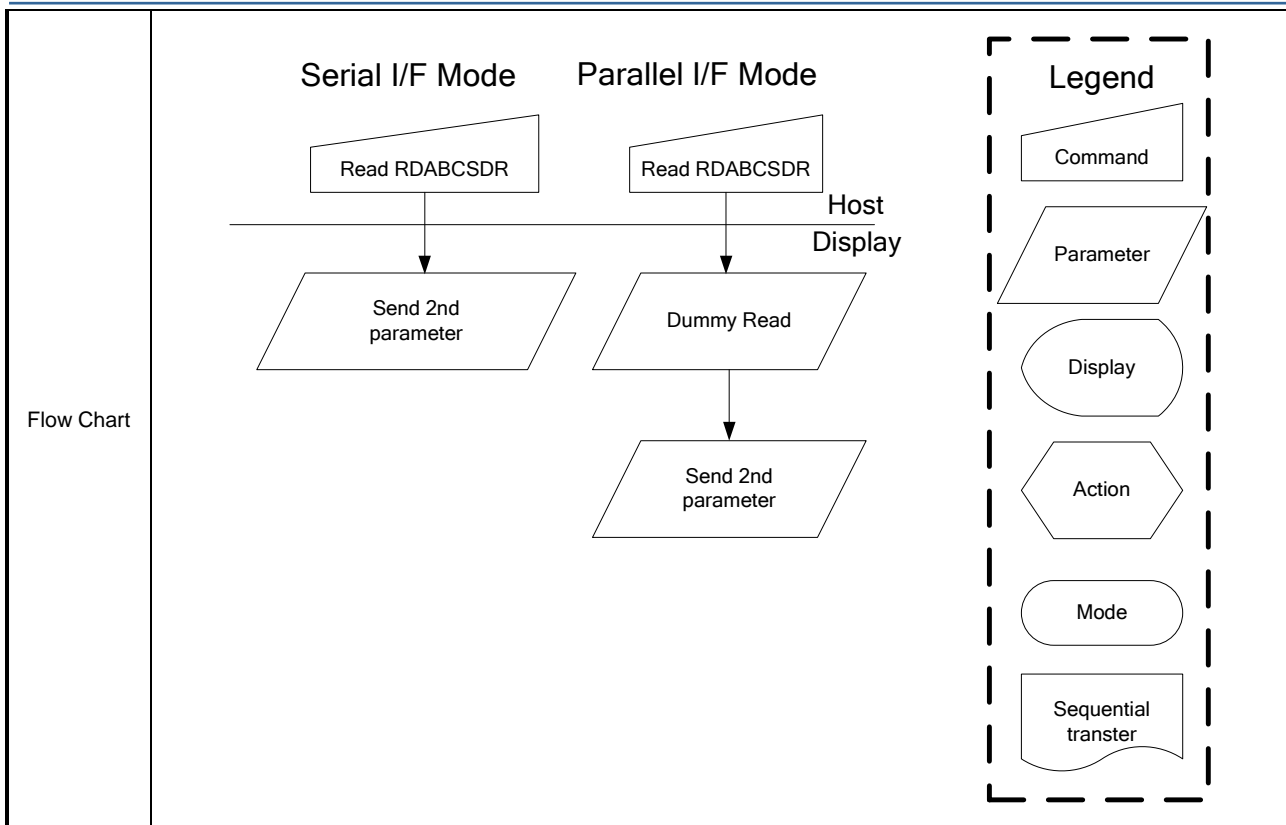 Flow Chart
Serial I/F Mode
Parallel I/F Mode
Read RDABCSDR
Read RDABCSDR
Host
Display
Send 2nd
parameter
Dummy Read
Send 2nd
parameter
Legend
Command
Parameter
Display
Action
Mode
Sequential
transter